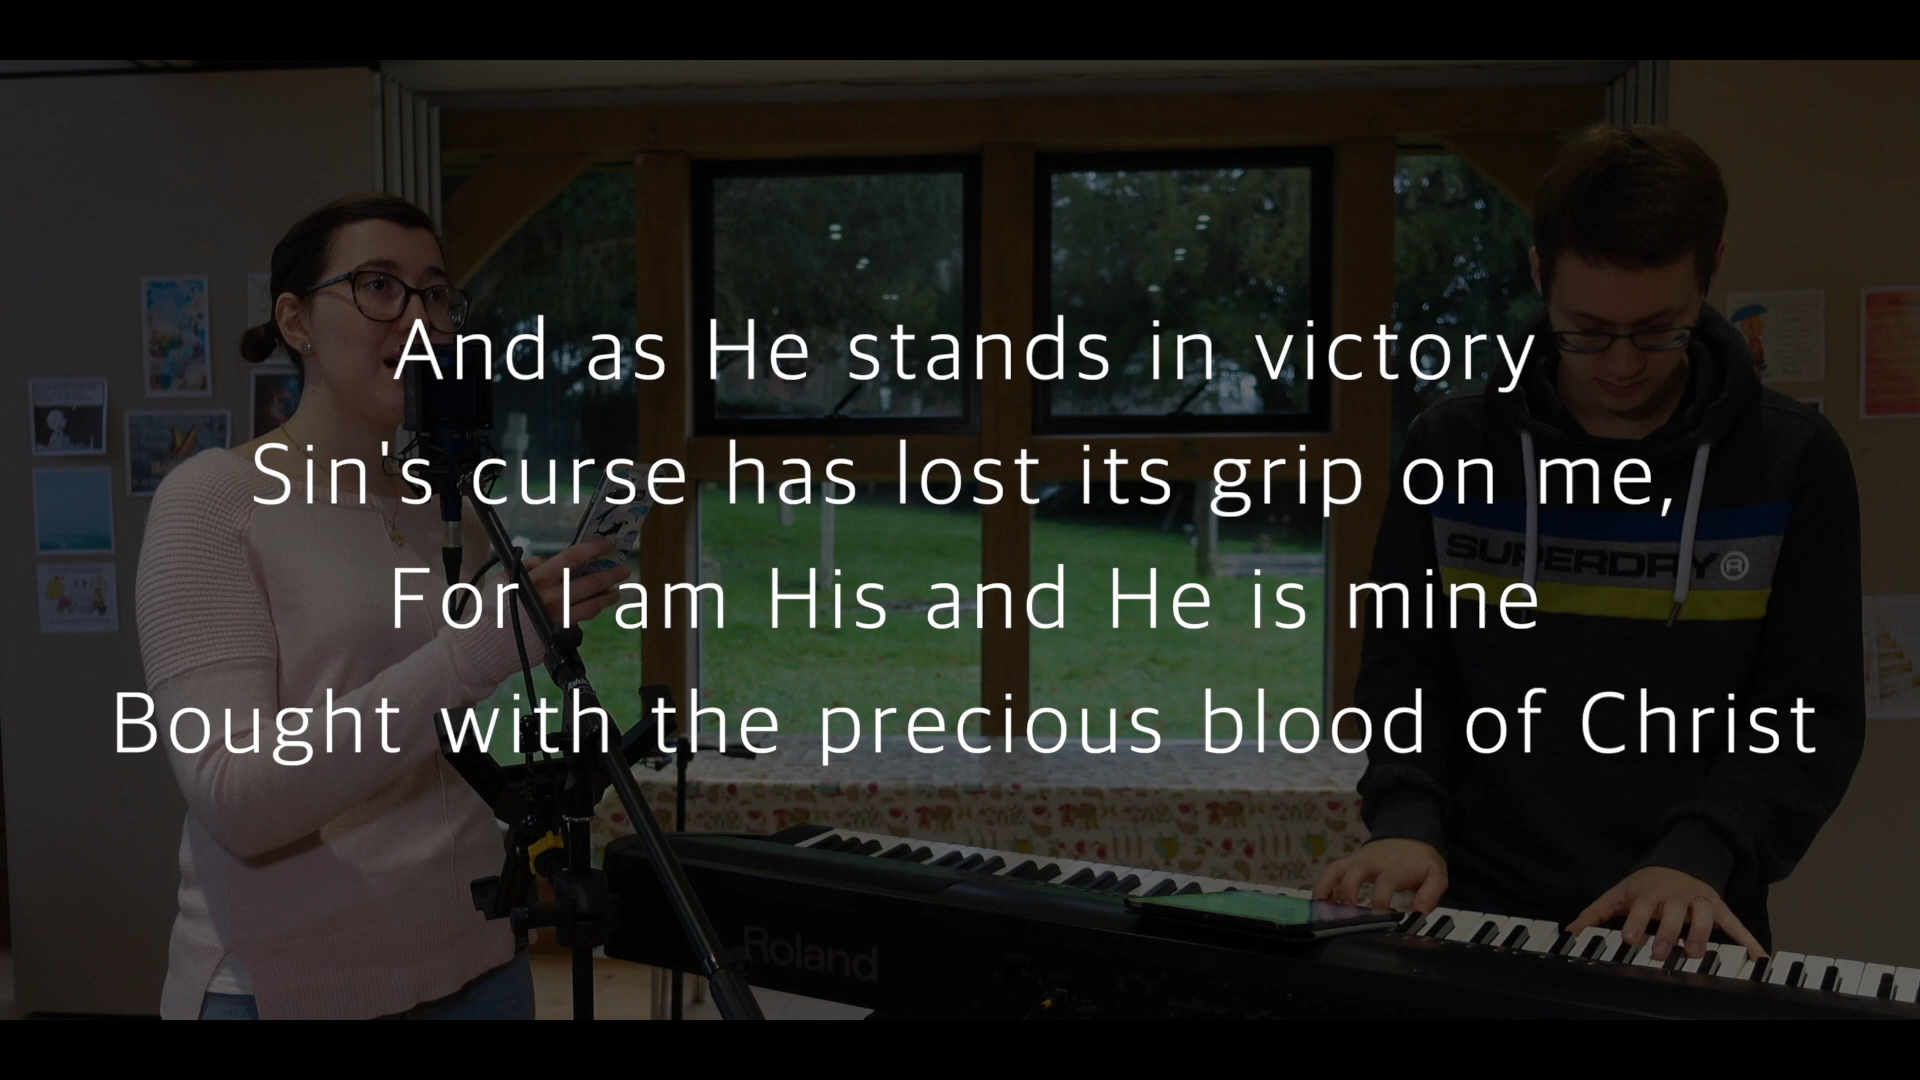 And as He stands in victory
Sin's curse has lost its grip on me,
For I am His and He is mine
Bought with the precious blood of Christ
SUPERDRY®
Roland